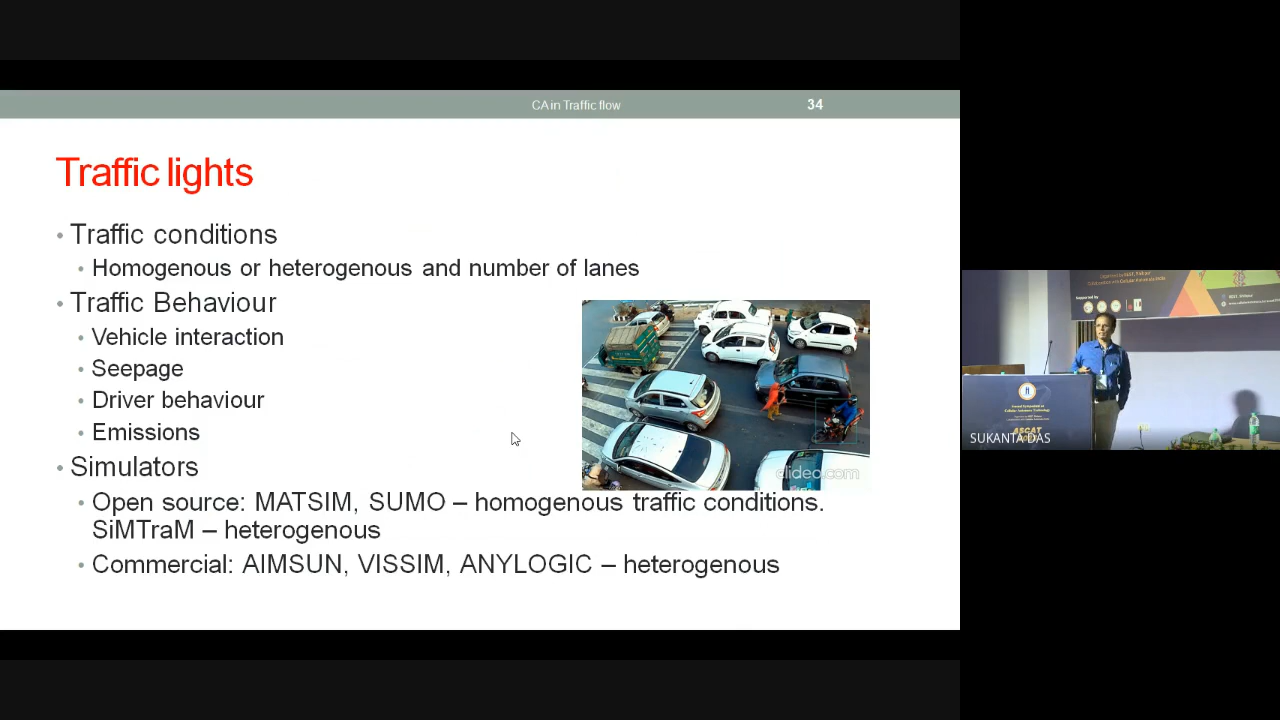 CA in Traffic flow
34
Traffic lights
• Traffic conditions
• Homogenous or heterogenous and number of lanes
• Traffic Behaviour
• Vehicle interaction
• Seepage
• Driver behaviour
• Emissions
• Simulators
• Open source: MATSIM, SUMO – homogenous traffic conditions.
SiMTraM – heterogenous
• Commercial: AIMSUN, VISSIM, ANYLOGIC – heterogenous
clideo.com
Supported by
SUKANTA DAS